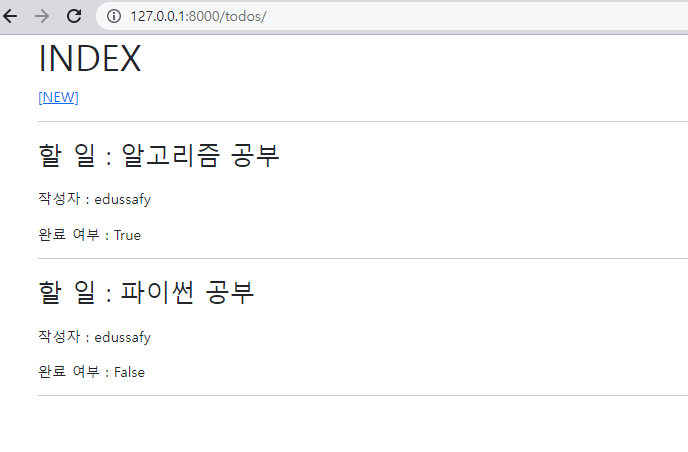 127.0.0.1:8000/todos/
INDEX
[NEW]
할 일 : 알고리즘 공부
작성자 : edussafy
완료 여부 : True
할 일 : 파이썬 공부
작성자 : edussafy
완료 여부 : False